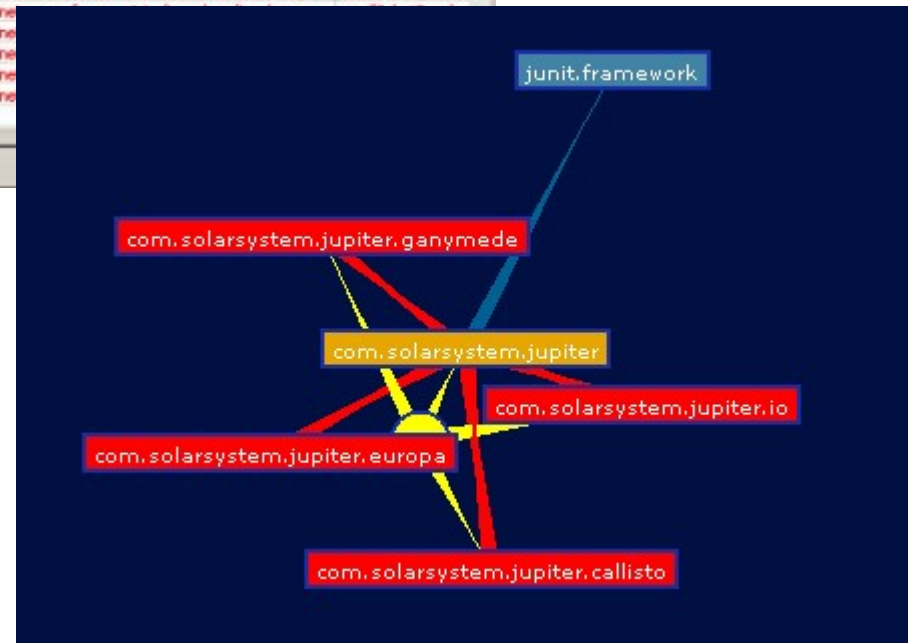 junit.framework
com.solarsystem.jupiter.ganymede
com.solarsystem.jupiter
com.solarsystem.jupiter.io
com.solarsystem.jupiter.europa
com.solarsystem.jupiter.callisto